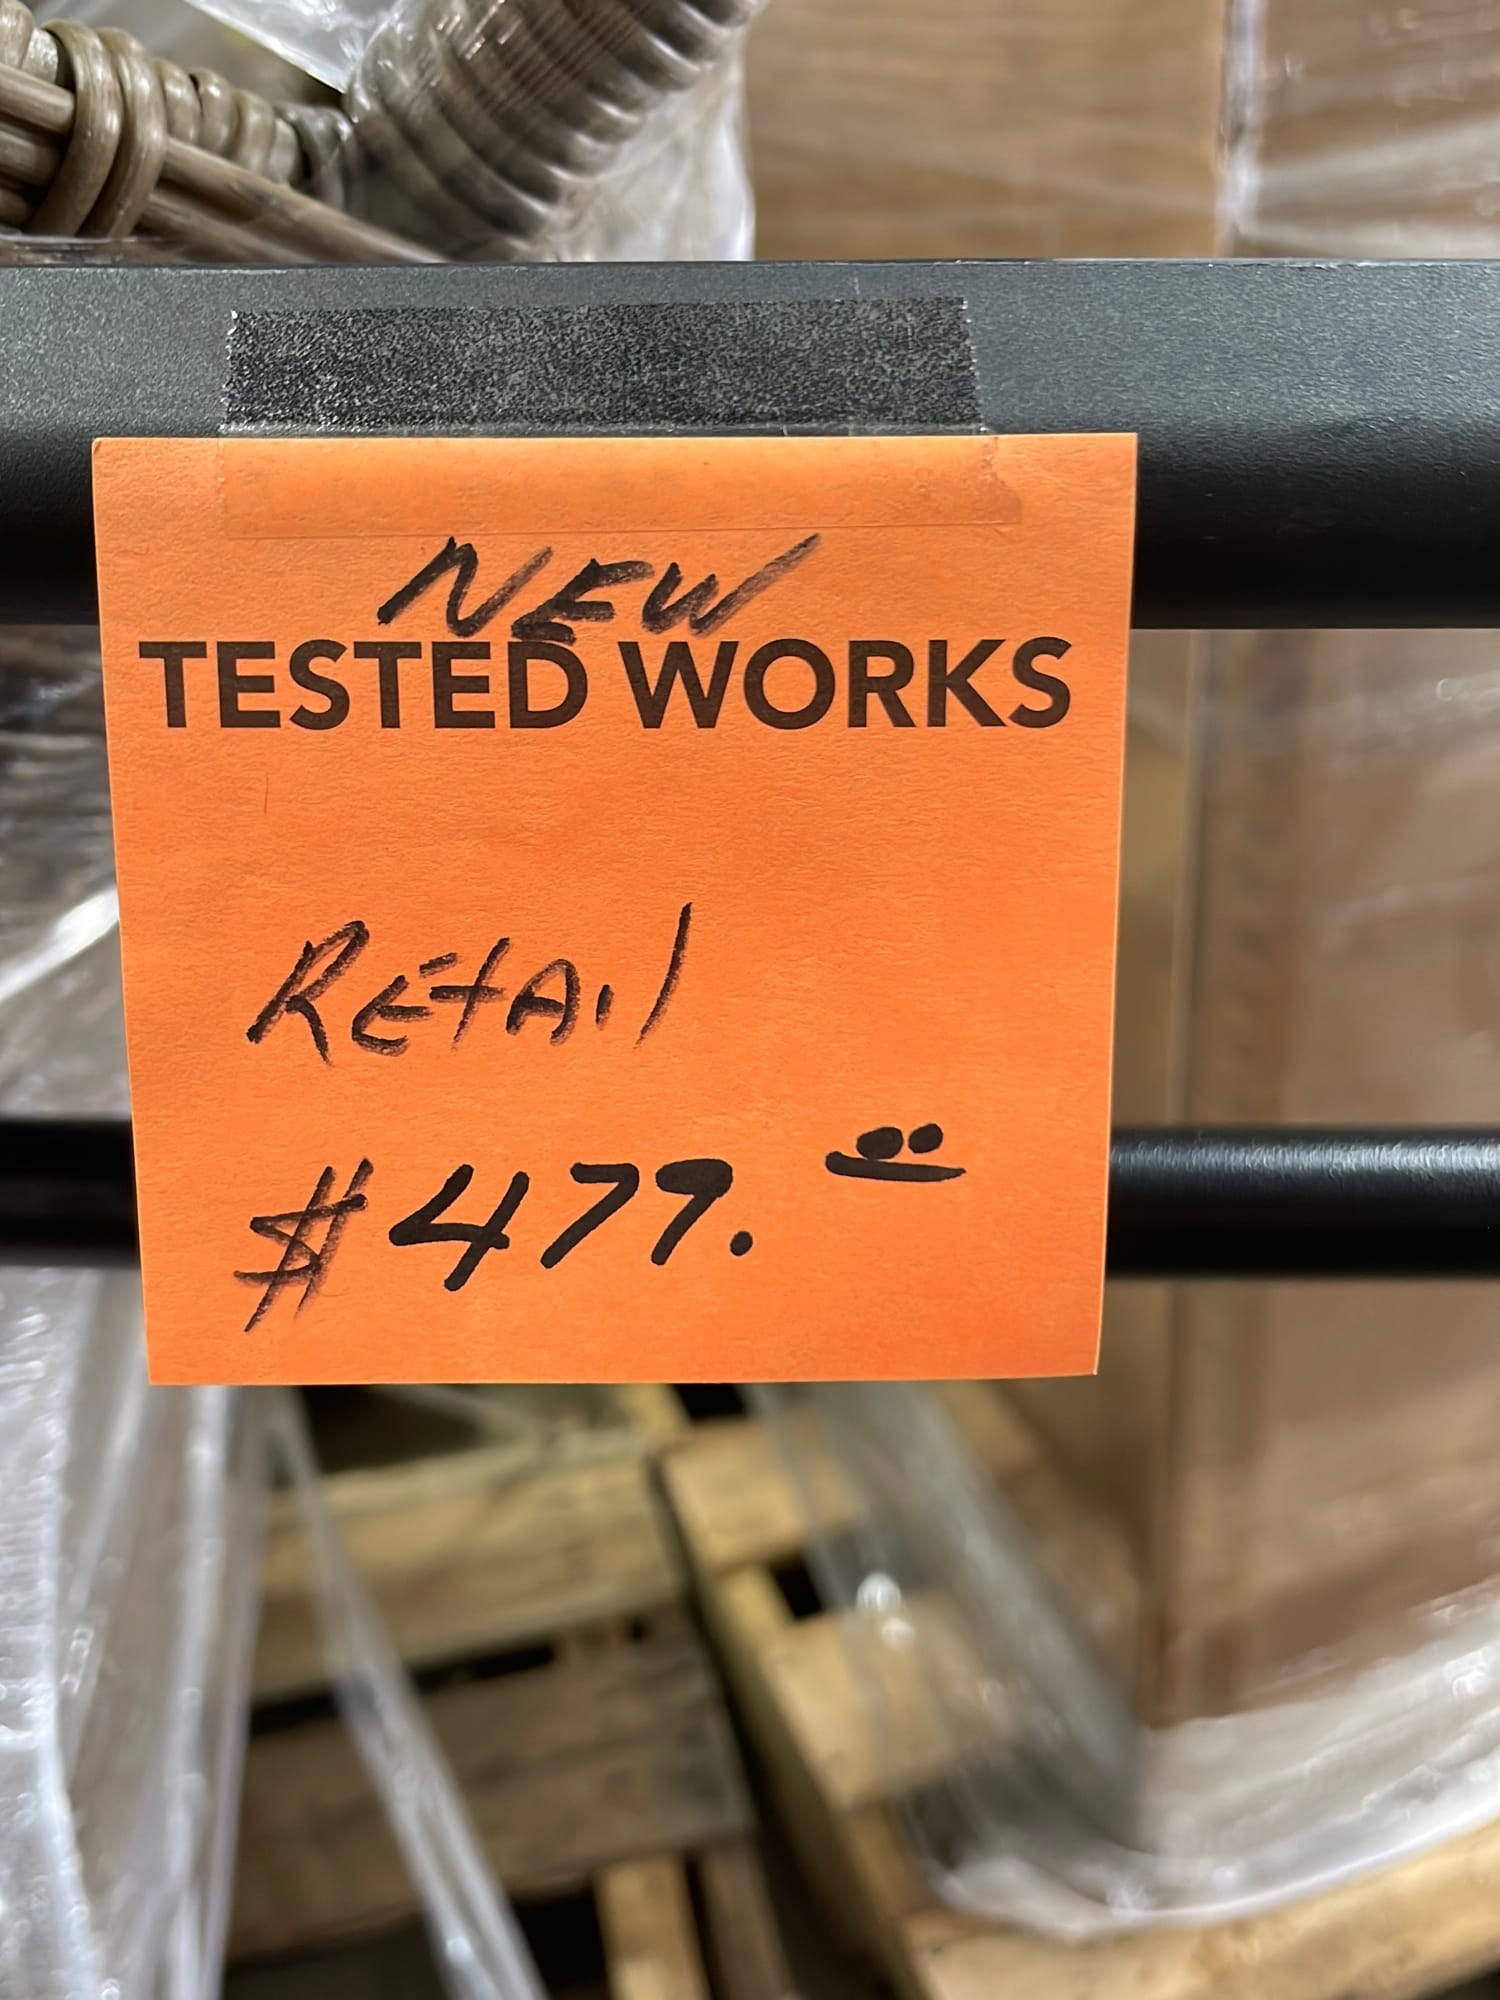 NEW
TESTED WORKS
RETAil
$477.00